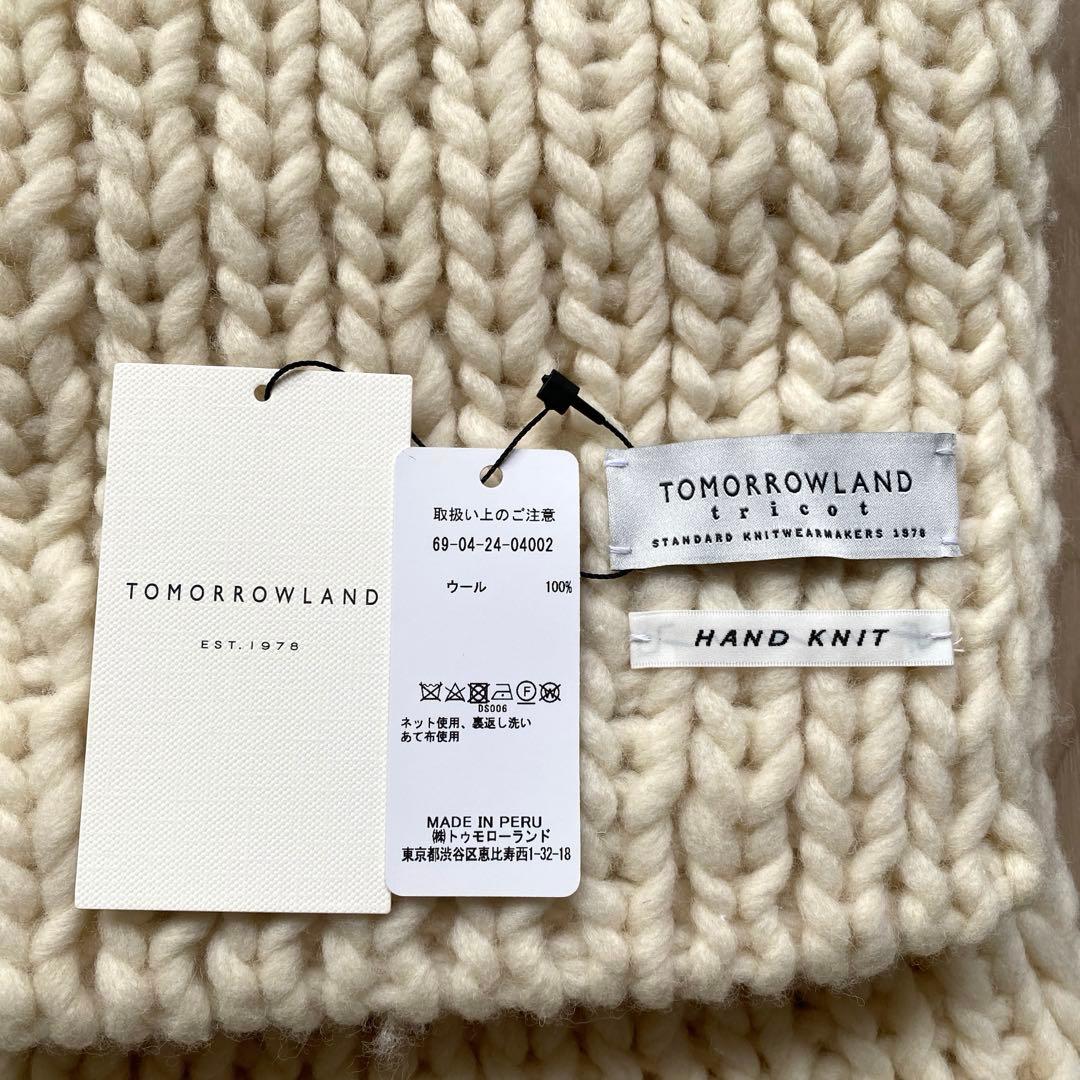 TOMORROWLAND
EST. 1978
取扱い上のご注意
69-04-24-04002
ウール 100%
F W
DS006
ネット使用、裏返し洗い
あて布使用
MADE IN PERU
㈱トゥモローランド
東京都渋谷区恵比寿西1-32-18
TOMORROWLAND
tricot
STANDARD KNITWEARMAKERS 1978
HAND KNIT